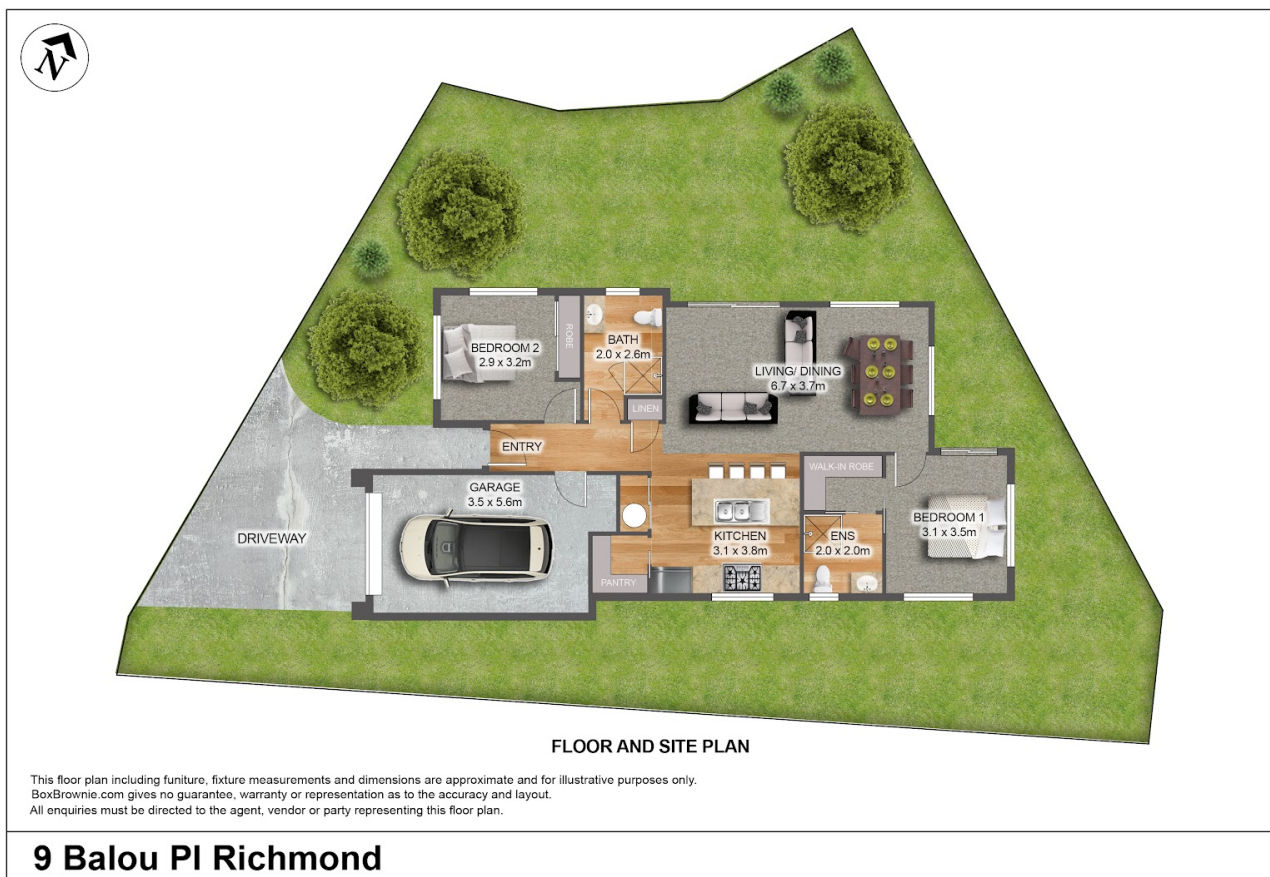 N
BEDROOM 2
2.9 x 3.2m
ROBE
BATH
2.0 x 2.6m
LINEN
LIVING/ DINING
6.7 x 3.7m
ENTRY
WALK-IN ROBE
GARAGE
3.5 x 5.6m
BEDROOM 1
3.1 x 3.5m
DRIVEWAY
KITCHEN
3.1 x 3.8m
ENS
2.0 x 2.0m
PANTRY
FLOOR AND SITE PLAN
This floor plan including funiture, fixture measurements and dimensions are approximate and for illustrative purposes only.
BoxBrownie.com gives no guarantee, warranty or representation as to the accuracy and layout.
All enquiries must be directed to the agent, vendor or party representing this floor plan.
9 Balou Pl Richmond